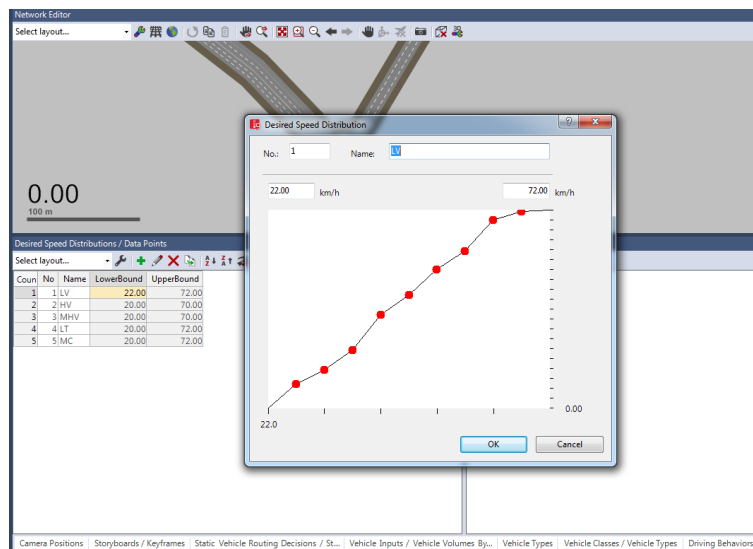 Network Editor
Select layout...
Desired Speed Distribution
No.: 1 Name: LV
22.00 km/h 72.00 km/h
0.00
100 m
Desired Speed Distributions / Data Points
Select layout...
Coun No Name LowerBound UpperBound
1 1 LV 22.00 72.00
2 2 HV 20.00 70.00
3 3 MHV 20.00 70.00
4 4 LT 20.00 72.00
5 5 MC 20.00 72.00
0.00
22.0
OK Cancel
Camera Positions Storyboards / Keyframes Static Vehicle Routing Decisions / St... Vehicle Inputs / Vehicle Volumes By... Vehicle Types Vehicle Classes / Vehicle Types Driving Behaviors